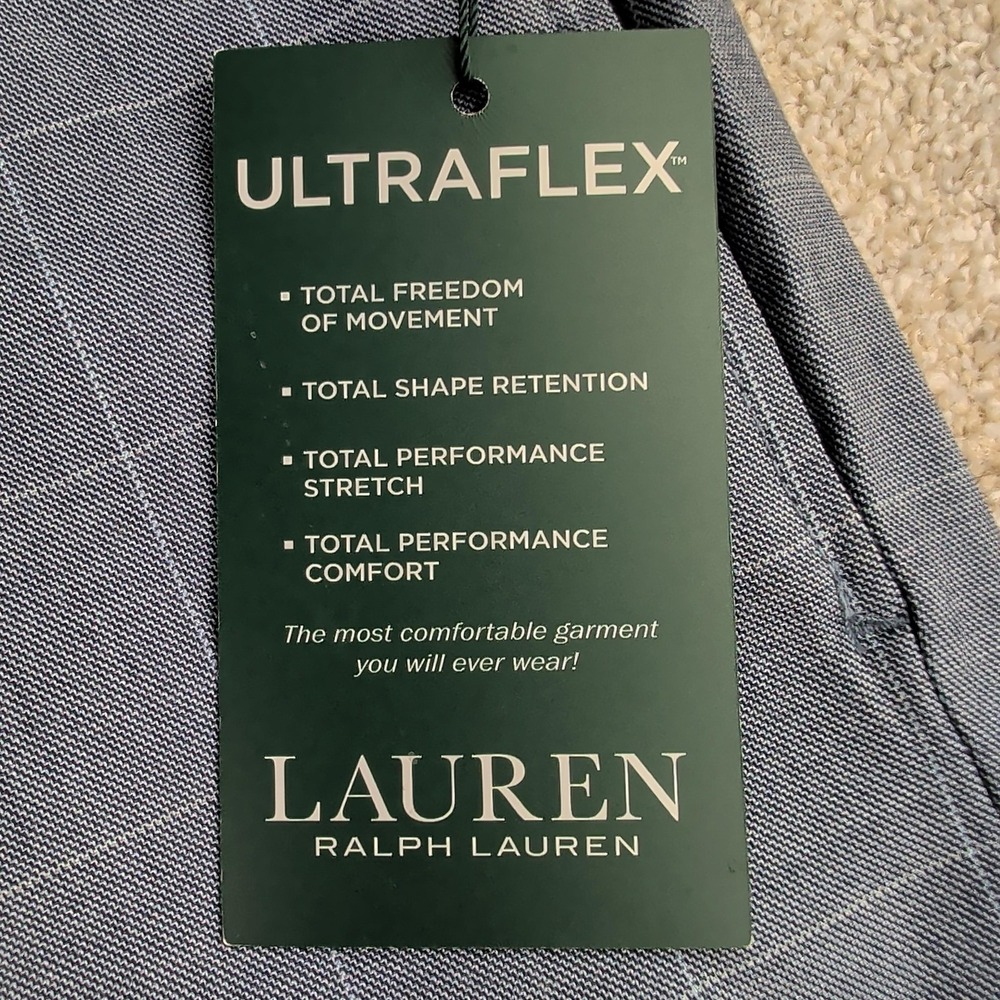 ULTRAFLEX™
▪ TOTAL FREEDOM
OF MOVEMENT
▪ TOTAL SHAPE RETENTION
▪ TOTAL PERFORMANCE
STRETCH
▪ TOTAL PERFORMANCE
COMFORT
The most comfortable garment
you will ever wear!
LAUREN
RALPH LAUREN